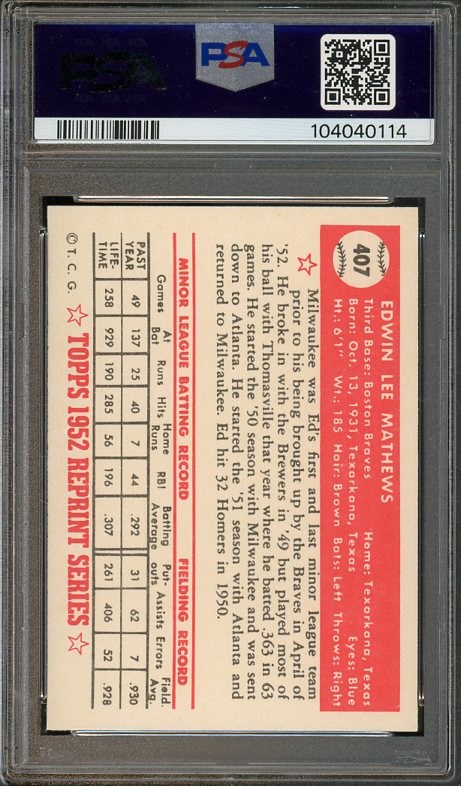 PSA
PSA
104040114
407
EDWIN LEE MATHEWS
Third Base: Boston Braves Home: Texarkana, Texas
Born: Oct. 13, 1931, Texarkana, Texas Eyes: Blue
Ht.: 6'1" Wt.: 185 Hair: Brown Bats: Left Throws: Right
Milwaukee was Ed's first and last minor league team
prior to his being brought up by the Braves in April of
'52. He broke in with the Brewers in '49 but played most of
his ball with Thomasville that year where he batted .363 in 63
games. He started the '50 season with Milwaukee and was sent
down to Atlanta. He started the '51 season with Atlanta and
returned to Milwaukee. Ed hit 32 Homers in 1950.
MINOR LEAGUE BATTING RECORD FIELDING RECORD
Games At Bat Runs Hits Home Runs RBI Batting Average Put-outs Assists Errors Field. Avg.
PAST YEAR 49 137 25 40 7 44 .292 31 62 7 .930
LIFE-TIME 258 929 190 285 56 196 .307 261 406 52 .928
© T. C. G. TOPPS 1952 REPRINT SERIES